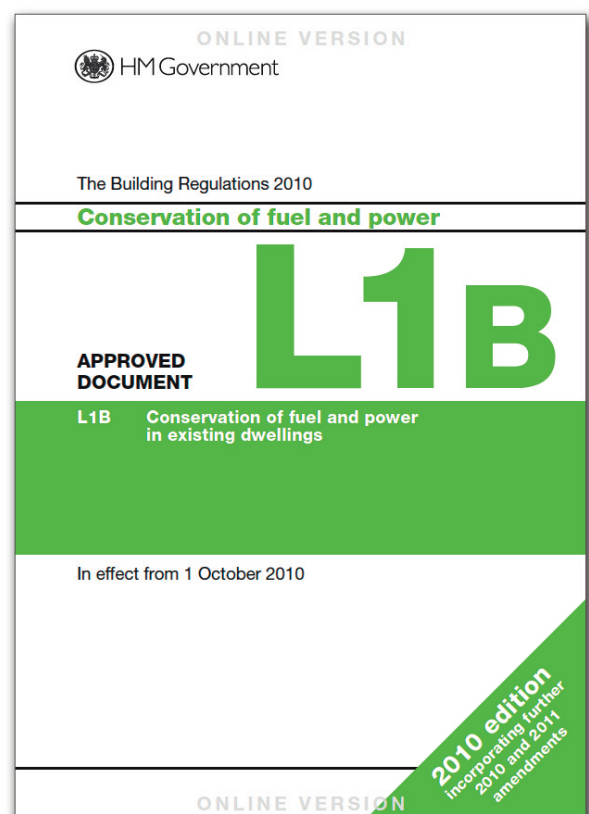 ONLINE VERSION
HM Government
The Building Regulations 2010
Conservation of fuel and power
L1B
APPROVED
DOCUMENT
L1B Conservation of fuel and power
in existing dwellings
In effect from 1 October 2010
2010 edition
incorporating further
2010 and 2011
amendments
ONLINE VERSION